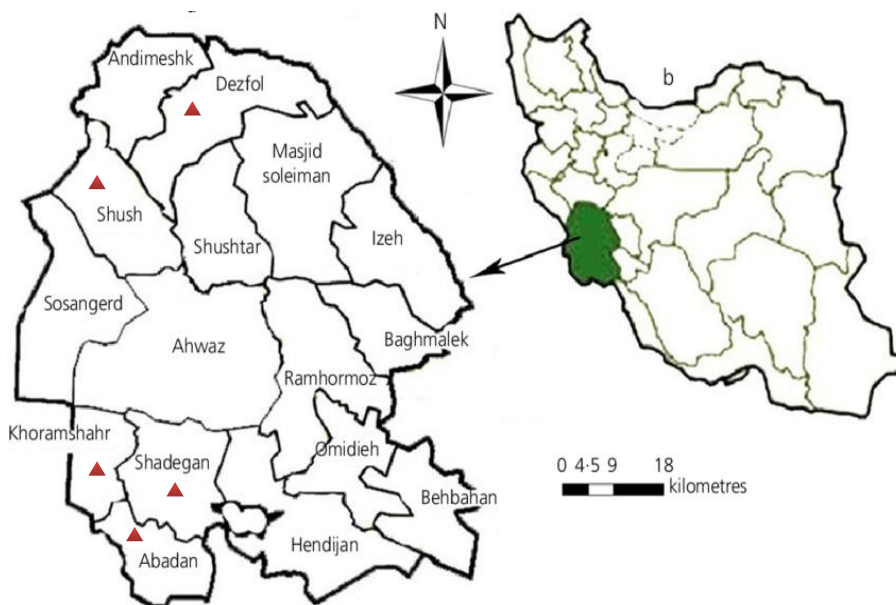 N
Andimeshk
Dezfol
b
Masjid
soleiman
Shush
Shushtar
Izeh
Sosangerd
Ahwaz
Baghmalek
Ramhormoz
Khoramshahr
Shadegan
Omidieh
Behbahan
Abadan
Hendijan
0 4·5 9 18
kilometres